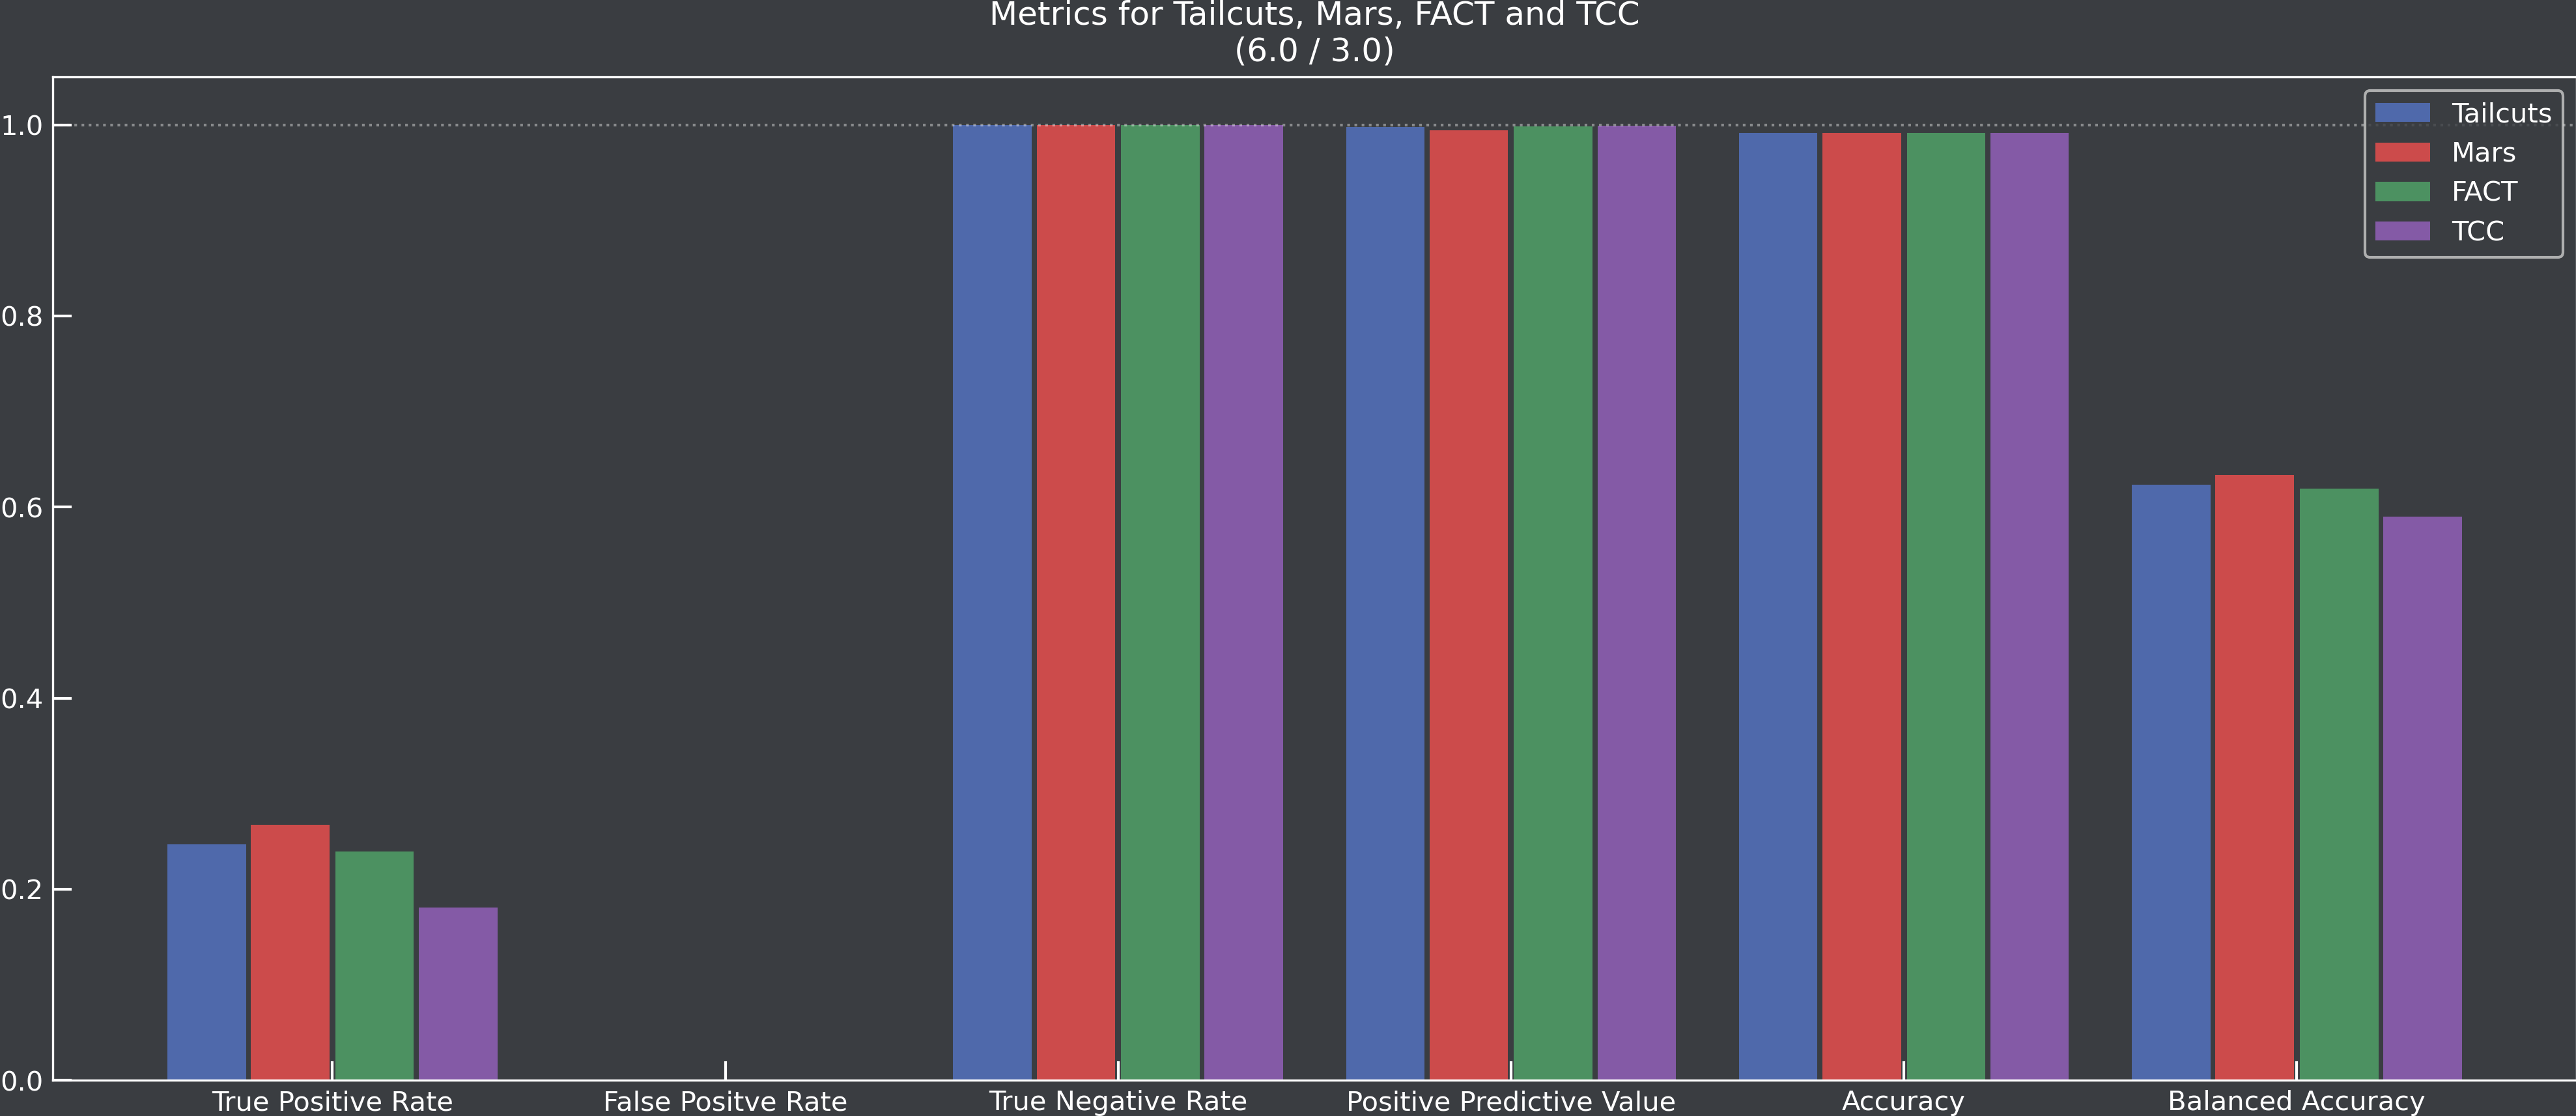 Metrics for Tailcuts, Mars, FACT and TCC
(6.0 / 3.0)
1.0
0.8
0.6
0.4
0.2
0.0
Tailcuts
Mars
FACT
TCC
True Positive Rate
False Positve Rate
True Negative Rate
Positive Predictive Value
Accuracy
Balanced Accuracy